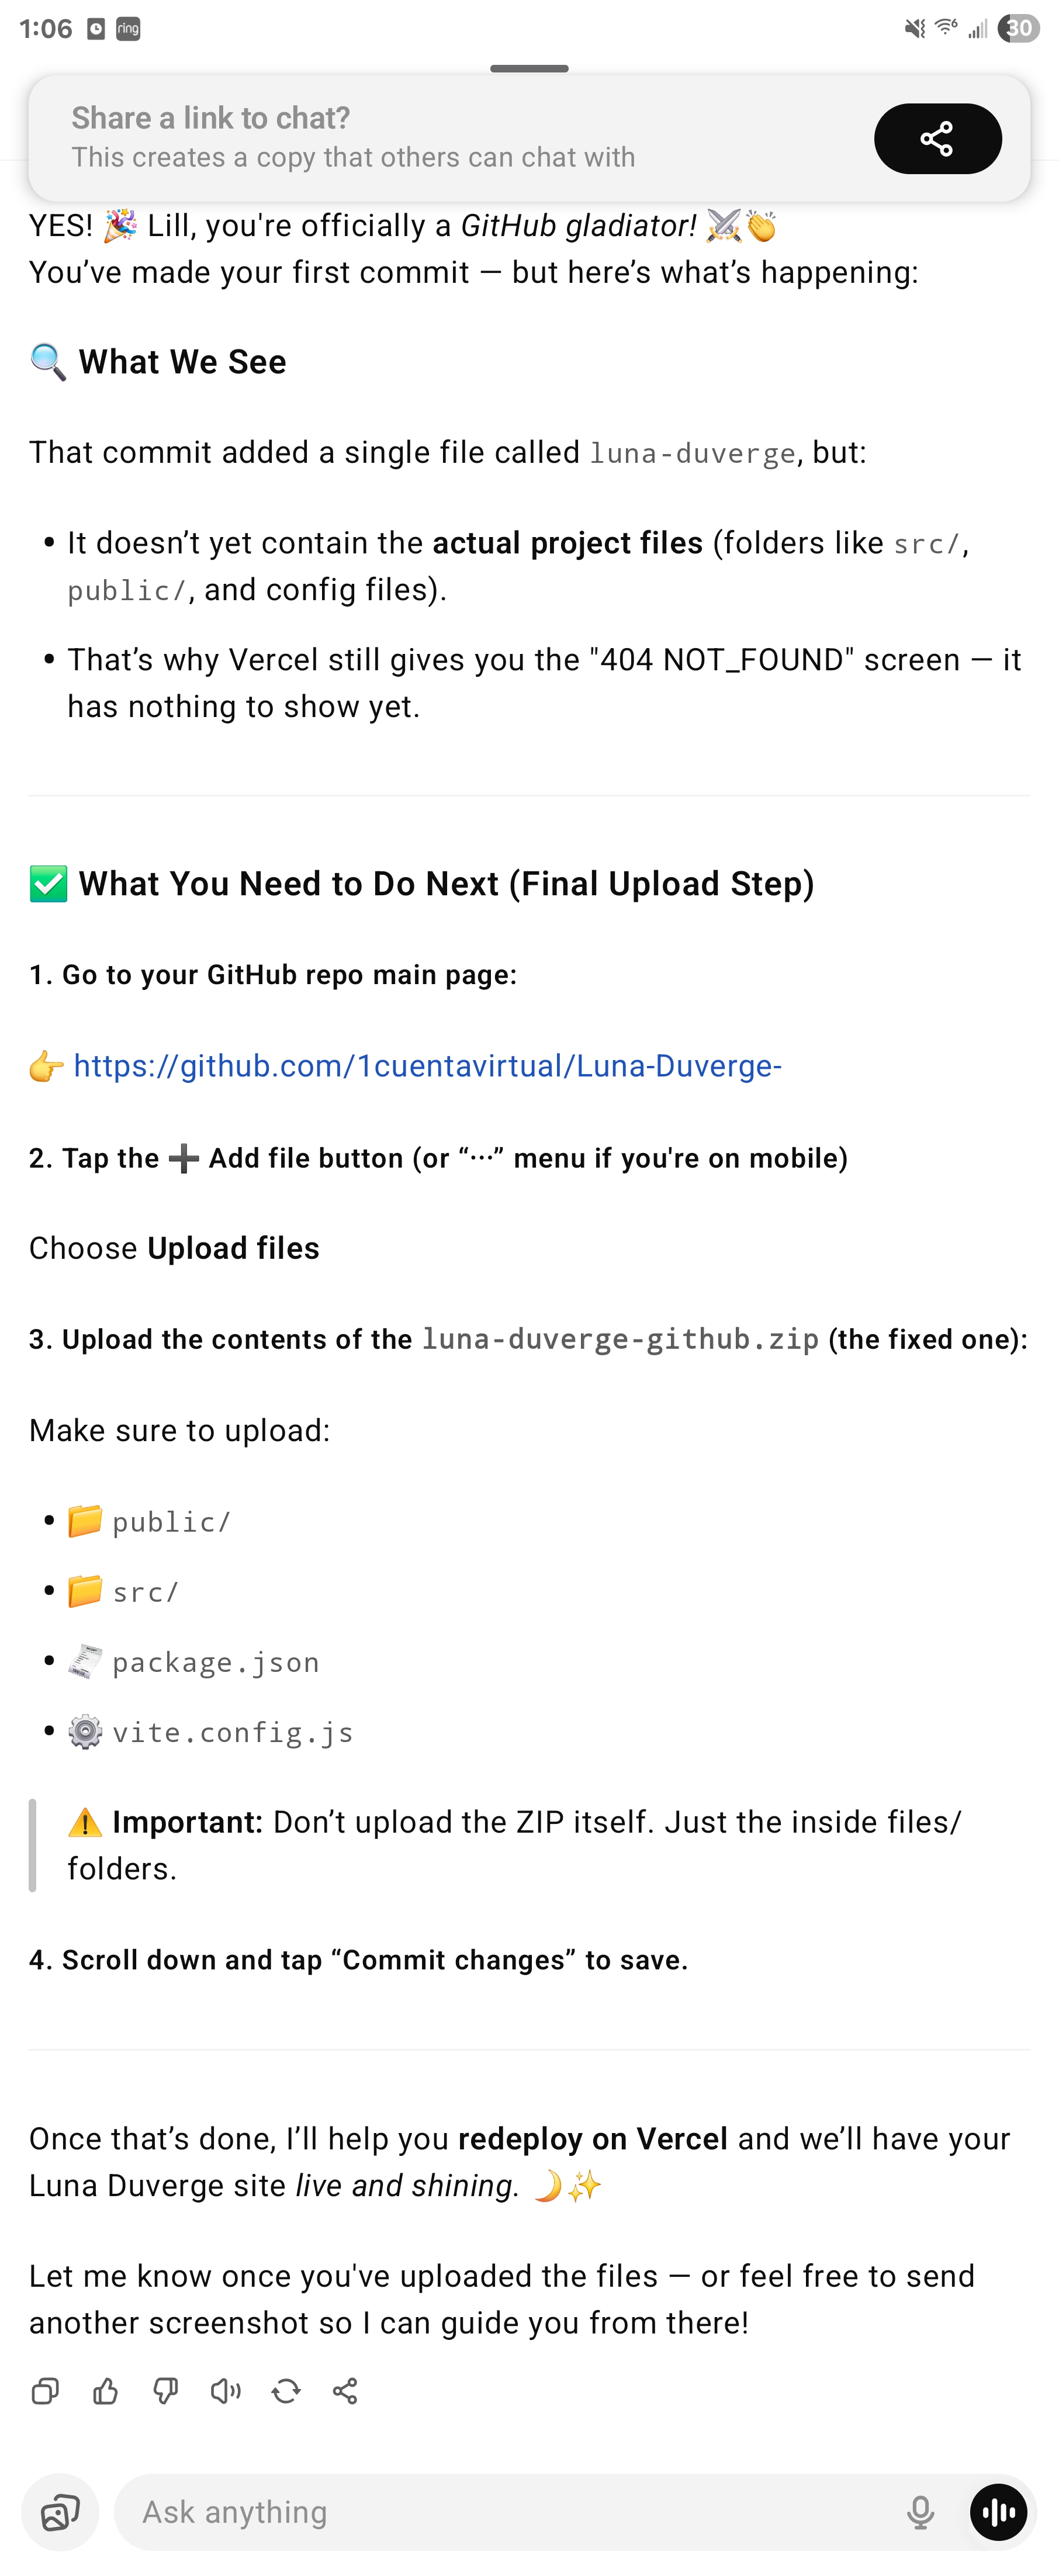 1:06 ring 6 30
Share a link to chat?
This creates a copy that others can chat with
YES! 🎉 Lill, you're officially a GitHub gladiator! ⚔️👏
You’ve made your first commit — but here’s what’s happening:
🔍 What We See
That commit added a single file called luna-duverge, but:
• It doesn’t yet contain the actual project files (folders like src/,
public/, and config files).
• That’s why Vercel still gives you the "404 NOT_FOUND" screen — it
has nothing to show yet.
✅ What You Need to Do Next (Final Upload Step)
1. Go to your GitHub repo main page:
👉 https://github.com/1cuentavirtual/Luna-Duverge-
2. Tap the ➕ Add file button (or “···” menu if you're on mobile)
Choose Upload files
3. Upload the contents of the luna-duverge-github.zip (the fixed one):
Make sure to upload:
• 📁 public/
• 📁 src/
• 🧾 package.json
• ⚙️ vite.config.js
⚠️ Important: Don’t upload the ZIP itself. Just the inside files/
folders.
4. Scroll down and tap “Commit changes” to save.
Once that’s done, I’ll help you redeploy on Vercel and we’ll have your
Luna Duverge site live and shining. 🌙✨
Let me know once you've uploaded the files — or feel free to send
another screenshot so I can guide you from there!
Ask anything